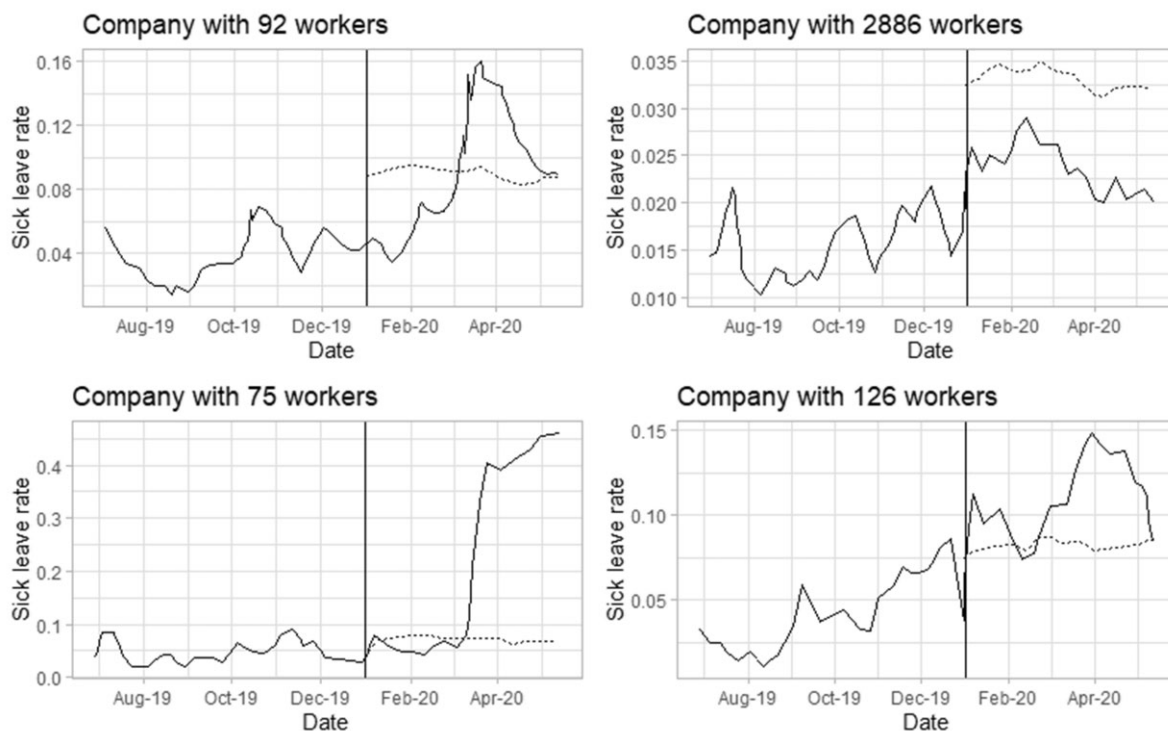 Company with 92 workers
Sick leave rate
0.16
0.12
0.08
0.04
Aug-19 Oct-19 Dec-19 Feb-20 Apr-20
Date
Company with 2886 workers
Sick leave rate
0.035
0.030
0.025
0.020
0.015
0.010
Aug-19 Oct-19 Dec-19 Feb-20 Apr-20
Date
Company with 75 workers
Sick leave rate
0.4
0.3
0.2
0.1
0.0
Aug-19 Oct-19 Dec-19 Feb-20 Apr-20
Date
Company with 126 workers
Sick leave rate
0.15
0.10
0.05
Aug-19 Oct-19 Dec-19 Feb-20 Apr-20
Date